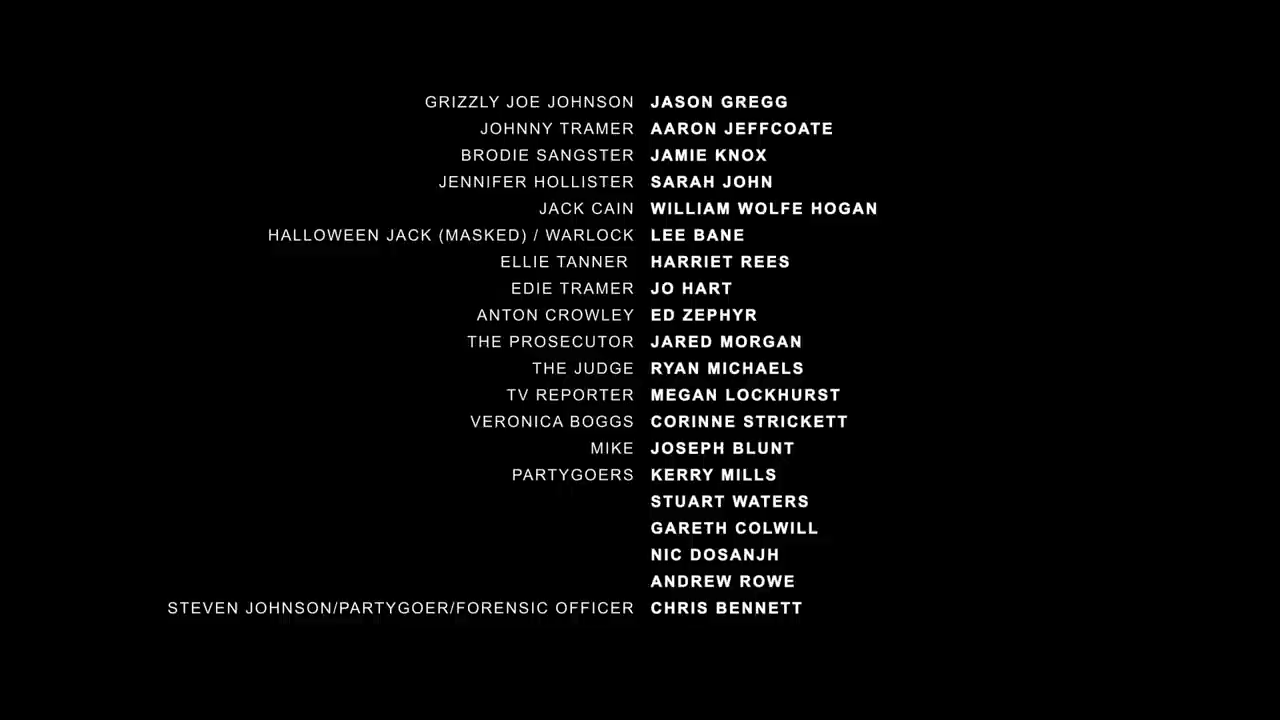 GRIZZLY JOE JOHNSON JASON GREGG
JOHNNY TRAMER AARON JEFFCOATE
BRODIE SANGSTER JAMIE KNOX
JENNIFER HOLLISTER SARAH JOHN
JACK CAIN WILLIAM WOLFE HOGAN
HALLOWEEN JACK (MASKED) / WARLOCK LEE BANE
ELLIE TANNER HARRIET REES
EDIE TRAMER JO HART
ANTON CROWLEY ED ZEPHYR
THE PROSECUTOR JARED MORGAN
THE JUDGE RYAN MICHAELS
TV REPORTER MEGAN LOCKHURST
VERONICA BOGGS CORINNE STRICKETT
MIKE JOSEPH BLUNT
PARTYGOERS KERRY MILLS
STUART WATERS
GARETH COLWILL
NIC DOSANJH
ANDREW ROWE
STEVEN JOHNSON/PARTYGOER/FORENSIC OFFICER CHRIS BENNETT